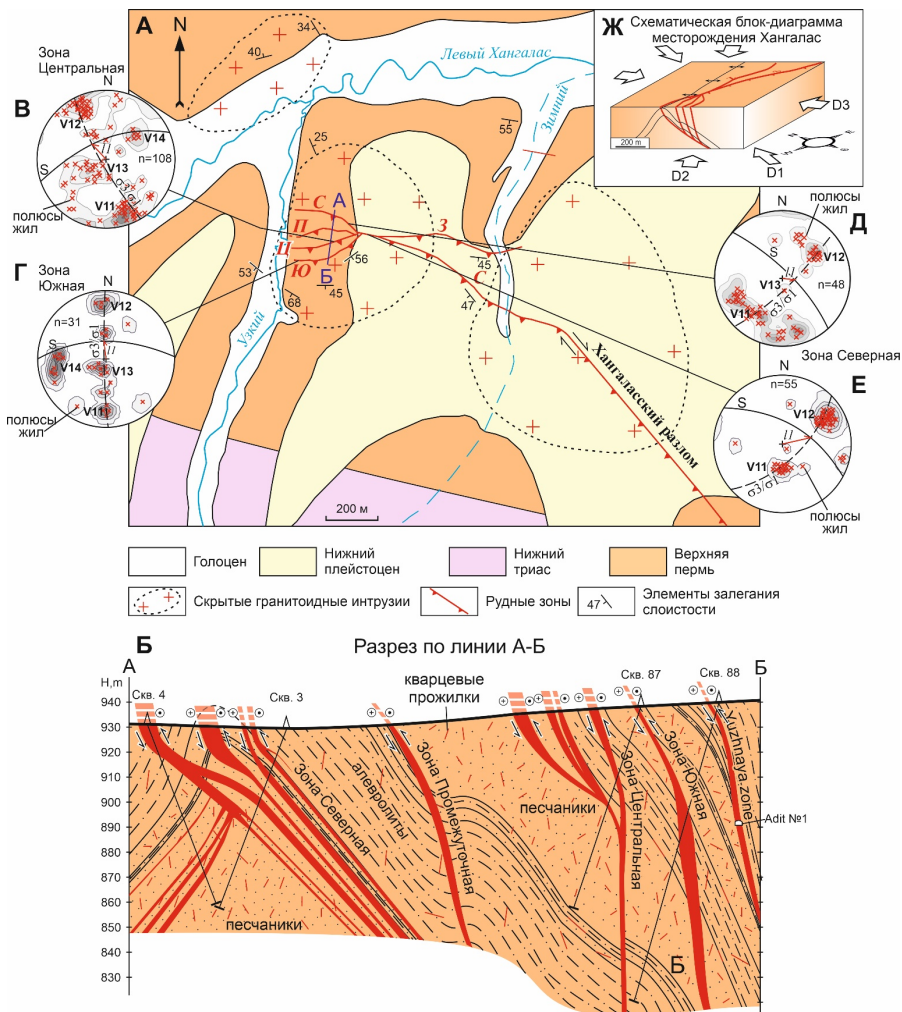 А
N
34
40
Левый Хангалас
Зимний
25
55
С
П
Ц
Ю
А
Б
З
С
56
45
45
47
53
68
Узкий
Хангаласский разлом
200 м
Ж
Схематическая блок-диаграмма
месторождения Хангалас
200 m
D3
D2
D1
Зона
Центральная
В
N
V12
V14
S
n=108
V13
σ3/σ1
V11
полюсы
жил
Г
Зона
Южная
N
V12
n=31
σ3/σ1
S
V14
V13
V11
полюсы
жил
Д
N
полюсы
жил
S
V12
V13
n=48
V11
σ3/σ1
Зона Северная
Е
N
n=55
S
V12
V11
σ3/σ1
полюсы
жил
Голоцен
Нижний
плейстоцен
Нижний
триас
Верхняя
пермь
Скрытые гранитоидные интрузии
Рудные зоны
47
Элементы залегания
слоистости
Б
Разрез по линии А-Б
А
Б
H,m
Скв. 4
Скв. 3
кварцевые
прожилки
Скв. 87
Скв. 88
940
930
920
910
900
890
880
870
860
850
840
830
Зона Северная
алевролиты
Зона Промежуточная
песчаники
Зона Центральная
Зона Южная
Yuzhnaya zone
Adit №1
песчаники
Б